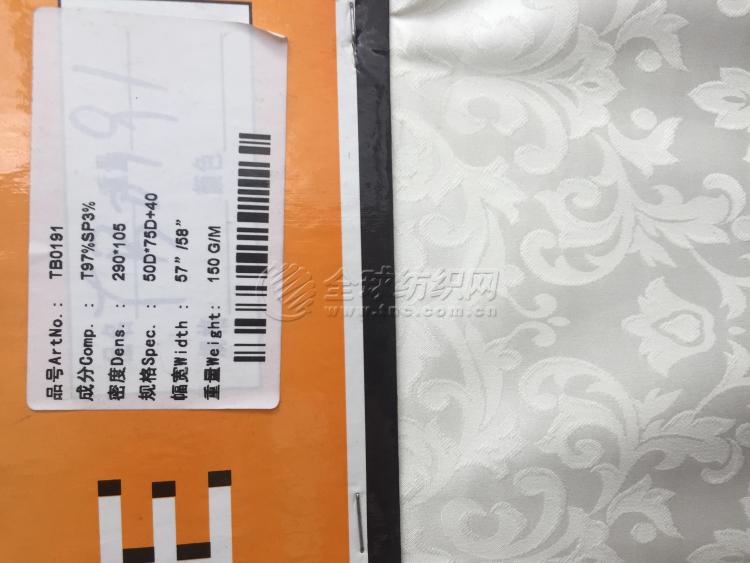 品号ArtNo.: TB0191
成分Comp.: T97%SP3%
密度Dens.: 290*105
规格Spec.: 50D*75D+40
幅宽Width: 57"/58"
重量Weight: 150 G/M
全球纺织网
www.tnc.com.cn
E